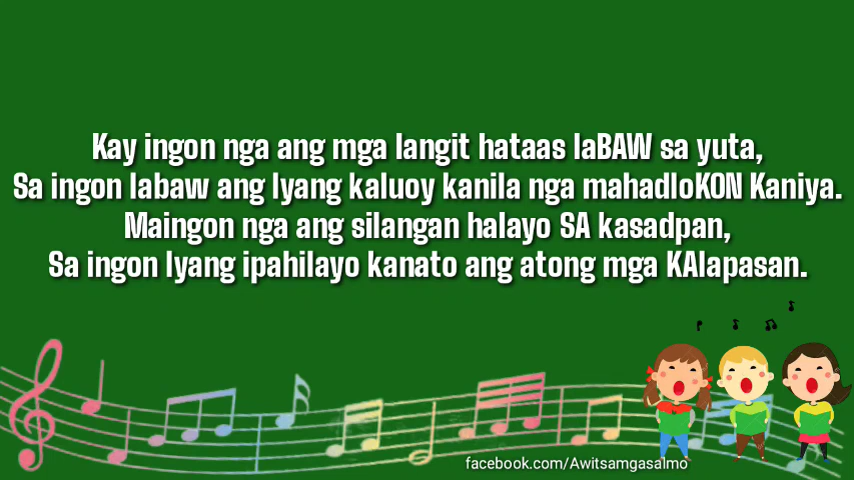 Kay ingon nga ang mga langit hataas laBAW sa yuta,
Sa ingon labaw ang Iyang kaluoy kanila nga mahadloKON Kaniya.
Maingon nga ang silangan halayo SA kasadpan,
Sa ingon Iyang ipahilayo kanato ang atong mga KAlapasan.
facebook.com/Awitsamgasalmo